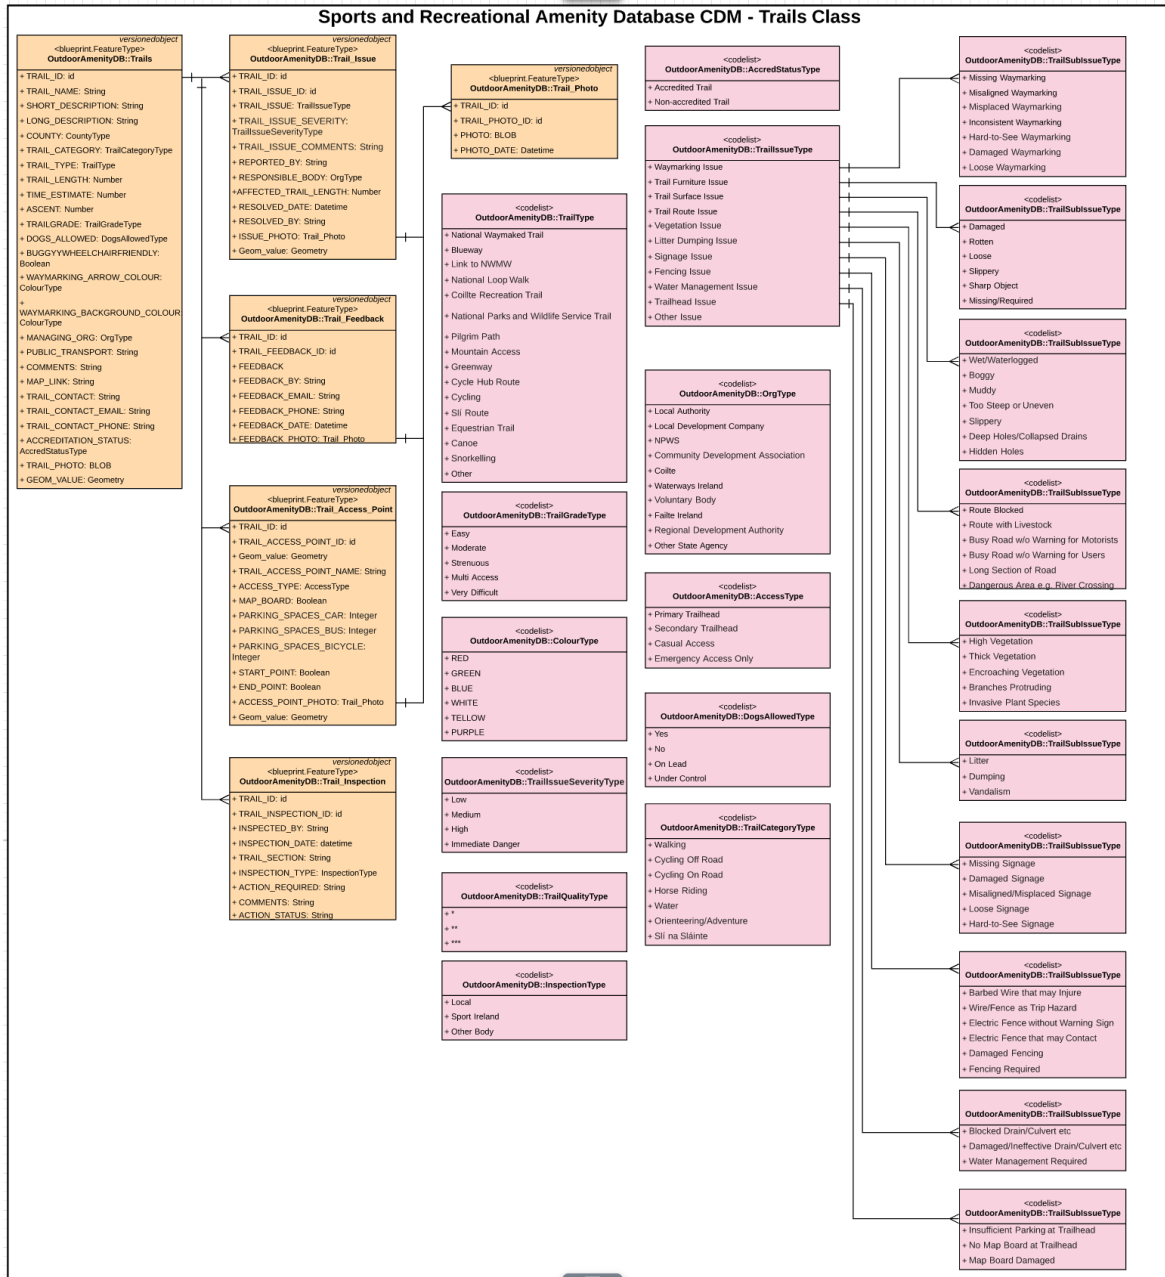 Sports and Recreational Amenity Database CDM - Trails Class
versionedobject
<blueprint.FeatureType>
OutdoorAmenityDB::Trails
+ TRAIL_ID: id
+ TRAIL_NAME: String
+ SHORT_DESCRIPTION: String
+ LONG_DESCRIPTION: String
+ COUNTY: CountyType
+ TRAIL_CATEGORY: TrailCategoryType
+ TRAIL_TYPE: TrailType
+ TRAIL_LENGTH: Number
+ TIME_ESTIMATE: Number
+ ASCENT: Number
+ TRAILGRADE: TrailGradeType
+ DOGS_ALLOWED: DogsAllowedType
+ BUGGYYWHEELCHAIRFRIENDLY:
Boolean
+ WAYMARKING_ARROW_COLOUR:
ColourType
+
WAYMARKING_BACKGROUND_COLOUR
ColourType
+ MANAGING_ORG: OrgType
+ PUBLIC_TRANSPORT: String
+ COMMENTS: String
+ MAP_LINK: String
+ TRAIL_CONTACT: String
+ TRAIL_CONTACT_EMAIL: String
+ TRAIL_CONTACT_PHONE: String
+ ACCREDITATION_STATUS:
AccredStatusType
+ TRAIL_PHOTO: BLOB
+ GEOM_VALUE: Geometry
versionedobject
<blueprint.FeatureType>
OutdoorAmenityDB::Trail_Issue
+ TRAIL_ID: id
+ TRAIL_ISSUE_ID: id
+ TRAIL_ISSUE: TrailIssueType
+ TRAIL_ISSUE_SEVERITY:
TrailIssueSeverityType
+ TRAIL_ISSUE_COMMENTS: String
+ REPORTED_BY: String
+ RESPONSIBLE_BODY: OrgType
+AFFECTED_TRAIL_LENGTH: Number
+ RESOLVED_DATE: Datetime
+ RESOLVED_BY: String
+ ISSUE_PHOTO: Trail_Photo
+ Geom_value: Geometry
versionedobject
<blueprint.FeatureType>
OutdoorAmenityDB::Trail_Feedback
+ TRAIL_ID: id
+ TRAIL_FEEDBACK_ID: id
+ FEEDBACK
+ FEEDBACK_BY: String
+ FEEDBACK_EMAIL: String
+ FEEDBACK_PHONE: String
+ FEEDBACK_DATE: Datetime
+ FEEDBACK_PHOTO: Trail_Photo
versionedobject
<blueprint.FeatureType>
OutdoorAmenityDB::Trail_Access_Point
+ TRAIL_ID: id
+ TRAIL_ACCESS_POINT_ID: id
+ Geom_value: Geometry
+ TRAIL_ACCESS_POINT_NAME: String
+ ACCESS_TYPE: AccessType
+ MAP_BOARD: Boolean
+ PARKING_SPACES_CAR: Integer
+ PARKING_SPACES_BUS: Integer
+ PARKING_SPACES_BICYCLE:
Integer
+ START_POINT: Boolean
+ END_POINT: Boolean
+ ACCESS_POINT_PHOTO: Trail_Photo
+ Geom_value: Geometry
versionedobject
<blueprint.FeatureType>
OutdoorAmenityDB::Trail_Inspection
+ TRAIL_ID: id
+ TRAIL_INSPECTION_ID: id
+ INSPECTED_BY: String
+ INSPECTION_DATE: datetime
+ TRAIL_SECTION: String
+ INSPECTION_TYPE: InspectionType
+ ACTION_REQUIRED: String
+ COMMENTS: String
+ ACTION_STATUS: String
versionedobject
<blueprint.FeatureType>
OutdoorAmenityDB::Trail_Photo
+ TRAIL_ID: id
+ TRAIL_PHOTO_ID: id
+ PHOTO: BLOB
+ PHOTO_DATE: Datetime
<codelist>
OutdoorAmenityDB::TrailType
+ National Waymaked Trail
+ Blueway
+ Link to NWMW
+ National Loop Walk
+ Coillte Recreation Trail
+ National Parks and Wildlife Service Trail
+ Pilgrim Path
+ Mountain Access
+ Greenway
+ Cycle Hub Route
+ Cycling
+ Slí Route
+ Equestrian Trail
+ Canoe
+ Snorkelling
+ Other
<codelist>
OutdoorAmenityDB::TrailGradeType
+ Easy
+ Moderate
+ Strenuous
+ Multi Access
+ Very Difficult
<codelist>
OutdoorAmenityDB::ColourType
+ RED
+ GREEN
+ BLUE
+ WHITE
+ TELLOW
+ PURPLE
<codelist>
OutdoorAmenityDB::TrailIssueSeverityType
+ Low
+ Medium
+ High
+ Immediate Danger
<codelist>
OutdoorAmenityDB::TrailQualityType
+ *
+ **
+ ***
<codelist>
OutdoorAmenityDB::InspectionType
+ Local
+ Sport Ireland
+ Other Body
<codelist>
OutdoorAmenityDB::AccredStatusType
+ Accredited Trail
+ Non-accredited Trail
<codelist>
OutdoorAmenityDB::TrailIssueType
+ Waymarking Issue
+ Trail Furniture Issue
+ Trail Surface Issue
+ Trail Route Issue
+ Vegetation Issue
+ Litter Dumping Issue
+ Signage Issue
+ Fencing Issue
+ Water Management Issue
+ Trailhead Issue
+ Other Issue
<codelist>
OutdoorAmenityDB::OrgType
+ Local Authority
+ Local Development Company
+ NPWS
+ Community Development Association
+ Coilte
+ Waterways Ireland
+ Voluntary Body
+ Failte Ireland
+ Regional Development Authority
+ Other State Agency
<codelist>
OutdoorAmenityDB::AccessType
+ Primary Trailhead
+ Secondary Trailhead
+ Casual Access
+ Emergency Access Only
<codelist>
OutdoorAmenityDB::DogsAllowedType
+ Yes
+ No
+ On Lead
+ Under Control
<codelist>
OutdoorAmenityDB::TrailCategoryType
+ Walking
+ Cycling Off Road
+ Cycling On Road
+ Horse Riding
+ Water
+ Orienteering/Adventure
+ Slí na Sláinte
<codelist>
OutdoorAmenityDB::TrailSubIssueType
+ Missing Waymarking
+ Misaligned Waymarking
+ Misplaced Waymarking
+ Inconsistent Waymarking
+ Hard-to-See Waymarking
+ Damaged Waymarking
+ Loose Waymarking
<codelist>
OutdoorAmenityDB::TrailSubIssueType
+ Damaged
+ Rotten
+ Loose
+ Slippery
+ Sharp Object
+ Missing/Required
<codelist>
OutdoorAmenityDB::TrailSubIssueType
+ Wet/Waterlogged
+ Boggy
+ Muddy
+ Too Steep or Uneven
+ Slippery
+ Deep Holes/Collapsed Drains
+ Hidden Holes
<codelist>
OutdoorAmenityDB::TrailSubIssueType
+ Route Blocked
+ Route with Livestock
+ Busy Road w/o Warning for Motorists
+ Busy Road w/o Warning for Users
+ Long Section of Road
+ Dangerous Area e.g. River Crossing
<codelist>
OutdoorAmenityDB::TrailSubIssueType
+ High Vegetation
+ Thick Vegetation
+ Encroaching Vegetation
+ Branches Protruding
+ Invasive Plant Species
<codelist>
OutdoorAmenityDB::TrailSubIssueType
+ Litter
+ Dumping
+ Vandalism
<codelist>
OutdoorAmenityDB::TrailSubIssueType
+ Missing Signage
+ Damaged Signage
+ Misaligned/Misplaced Signage
+ Loose Signage
+ Hard-to-See Signage
<codelist>
OutdoorAmenityDB::TrailSubIssueType
+ Barbed Wire that may Injure
+ Wire/Fence as Trip Hazard
+ Electric Fence without Warning Sign
+ Electric Fence that may Contact
+ Damaged Fencing
+ Fencing Required
<codelist>
OutdoorAmenityDB::TrailSubIssueType
+ Blocked Drain/Culvert etc
+ Damaged/Ineffective Drain/Culvert etc
+ Water Management Required
<codelist>
OutdoorAmenityDB::TrailSubIssueType
+ Insufficient Parking at Trailhead
+ No Map Board at Trailhead
+ Map Board Damaged